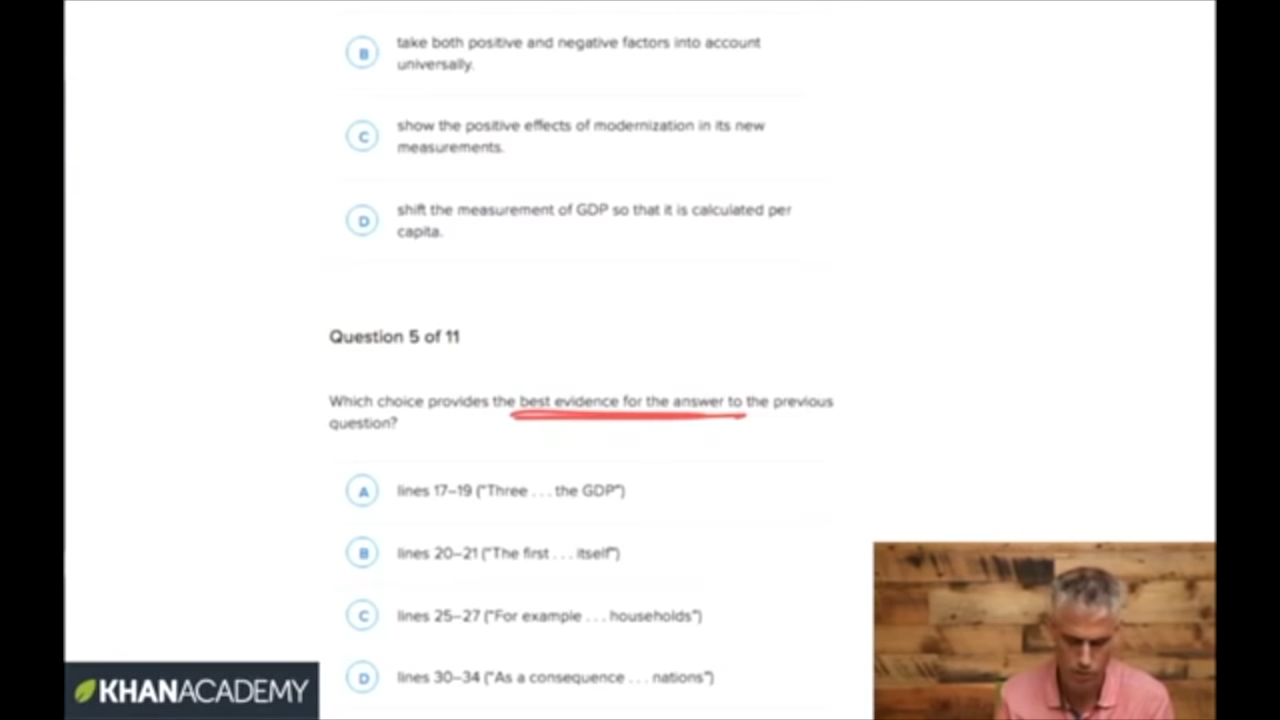 B
take both positive and negative factors into account
universally.
C
show the positive effects of modernization in its new
measurements.
D
shift the measurement of GDP so that it is calculated per
capita.
Question 5 of 11
Which choice provides the best evidence for the answer to the previous
question?
A
lines 17–19 ("Three . . . the GDP")
B
lines 20–21 ("The first . . . itself")
C
lines 25–27 ("For example . . . households")
D
lines 30–34 ("As a consequence . . . nations")
KHANACADEMY